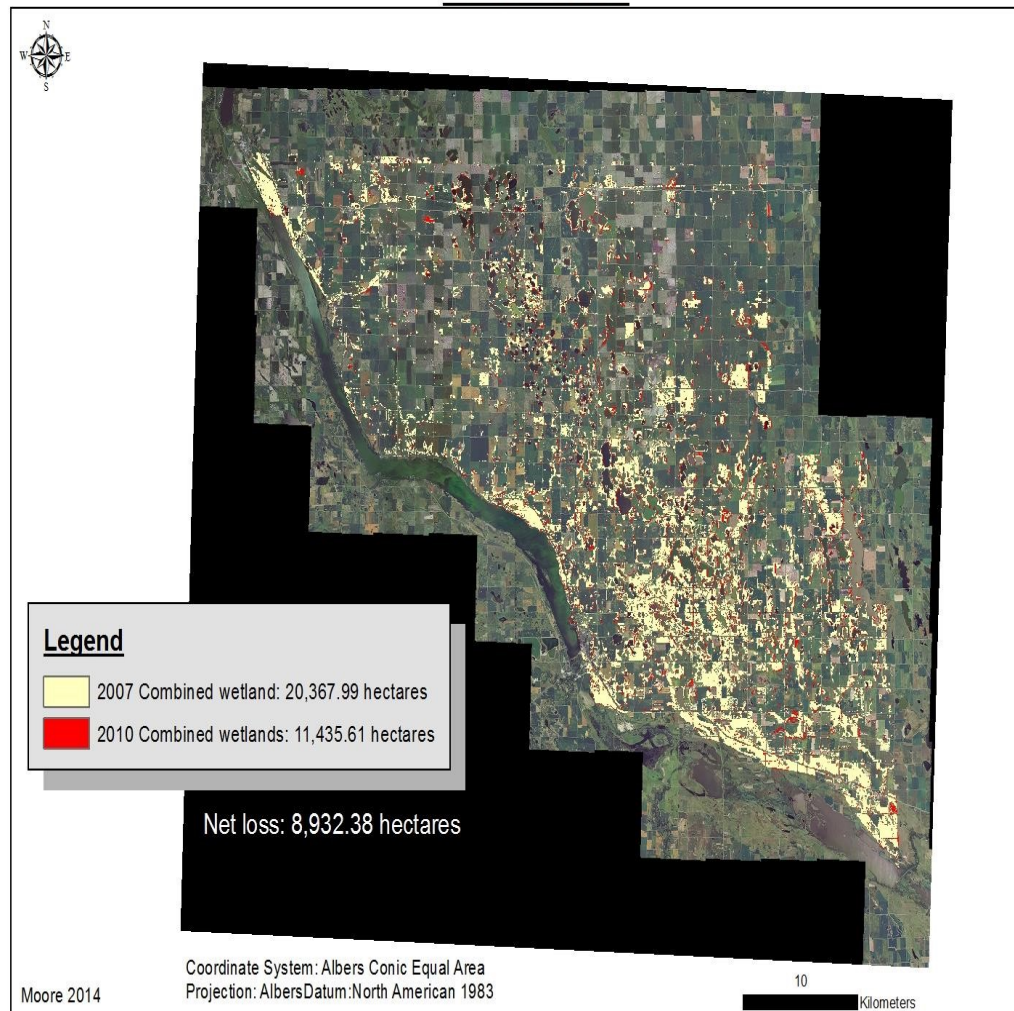 N
W E
S
Legend
2007 Combined wetland: 20,367.99 hectares
2010 Combined wetlands: 11,435.61 hectares
Net loss: 8,932.38 hectares
Coordinate System: Albers Conic Equal Area
Projection: AlbersDatum:North American 1983
Moore 2014
10
Kilometers